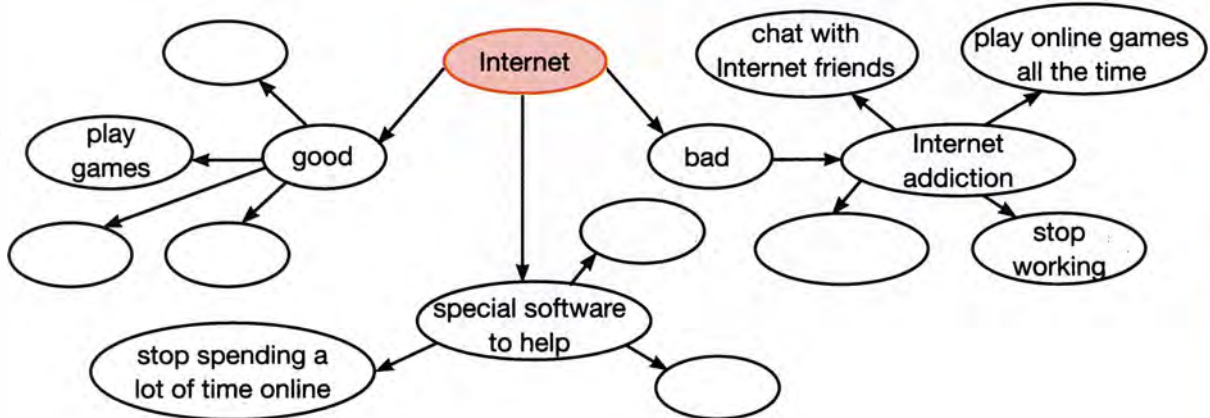 Internet
chat with
Internet friends
play online games
all the time
play
games
good
bad
Internet
addiction
stop
working
special software
to help
stop spending a
lot of time online